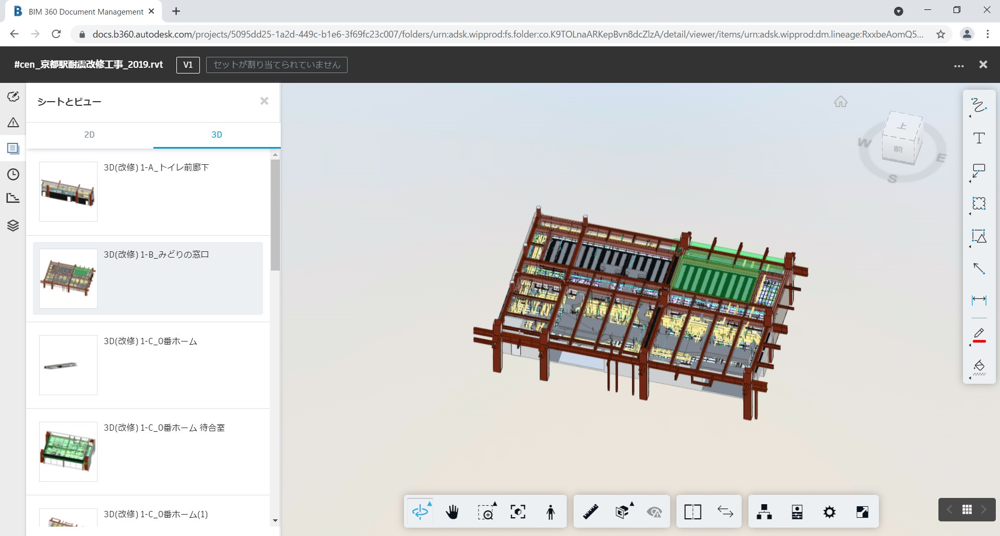 BIM 360 Document Management
docs.b360.autodesk.com/projects/5095dd25-1a2d-449c-b1e6-3f69fc23c007/folders/urn:adsk.wipprod:fs.folder:co.K9TOLnaARKepBvn8dcZlzA/detail/viewer/items/urn:adsk.wipprod:dm.lineage:RxxbeAomQ5...
#cen_京都駅耐震改修工事_2019.rvt
V1
セットが割り当てられていません
シートとビュー
2D
3D
3D(改修) 1-A_トイレ前廊下
3D(改修) 1-B_みどりの窓口
3D(改修) 1-C_0番ホーム
3D(改修) 1-C_0番ホーム 待合室
3D(改修) 1-C_0番ホーム(1)
上
前
W
E
S
T